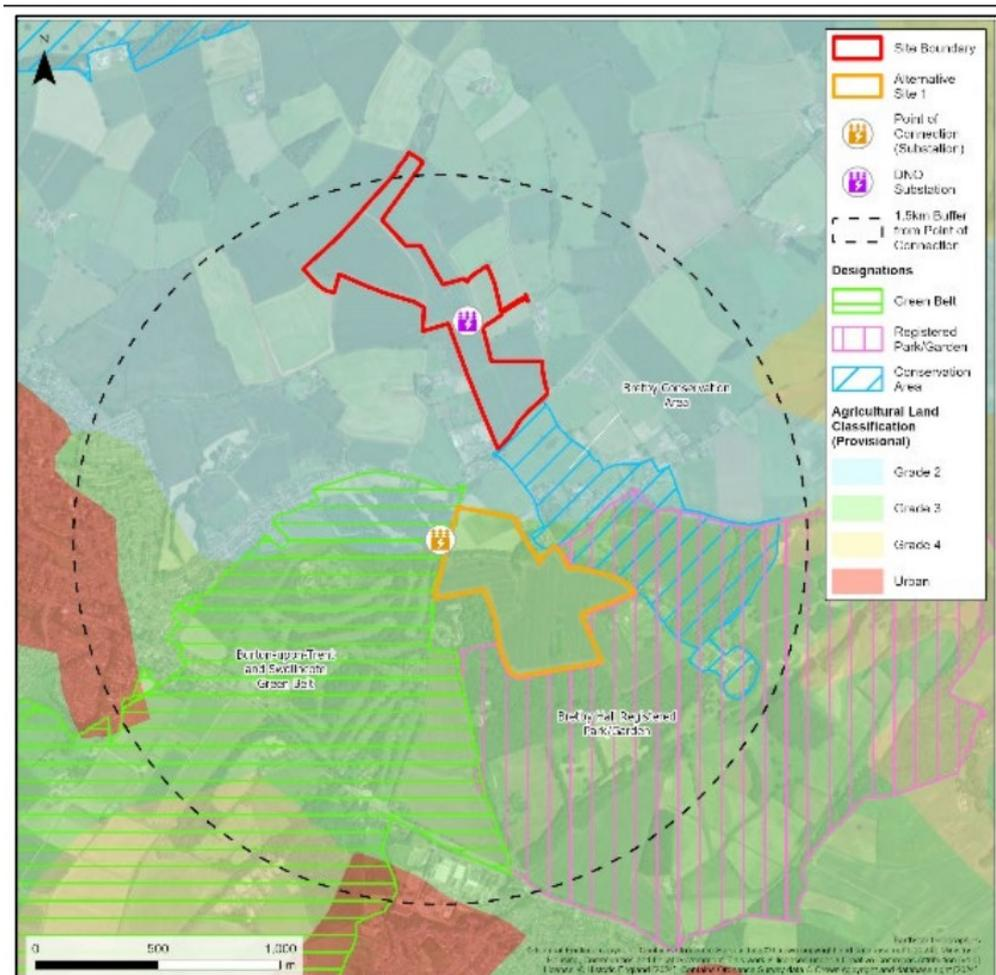 N
Site Boundary
Alternative
Site 1
Point of
Connection
(Substation)
DNO
Substation
1.5km Buffer
from Point of
Connection
Designations
Green Belt
Registered
Park/Garden
Conservation
Area
Agricultural Land
Classification
(Provisional)
Grade 2
Grade 3
Grade 4
Urban
Bretby Conservation
Area
Burton-upon-Trent
and Swadlincote
Green Belt
Bretby Hall Registered
Park/Garden
0 500 1,000
m